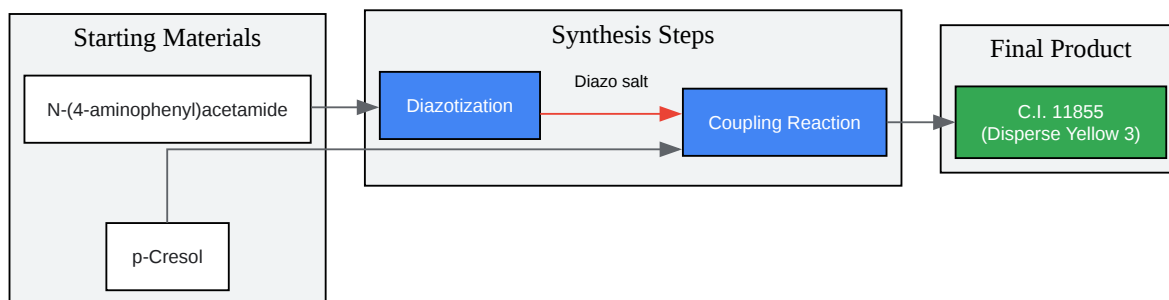 Starting Materials
N-(4-aminophenyl)acetamide
p-Cresol
Synthesis Steps
Diazotization
Diazo salt
Coupling Reaction
Final Product
C.I. 11855
(Disperse Yellow 3)